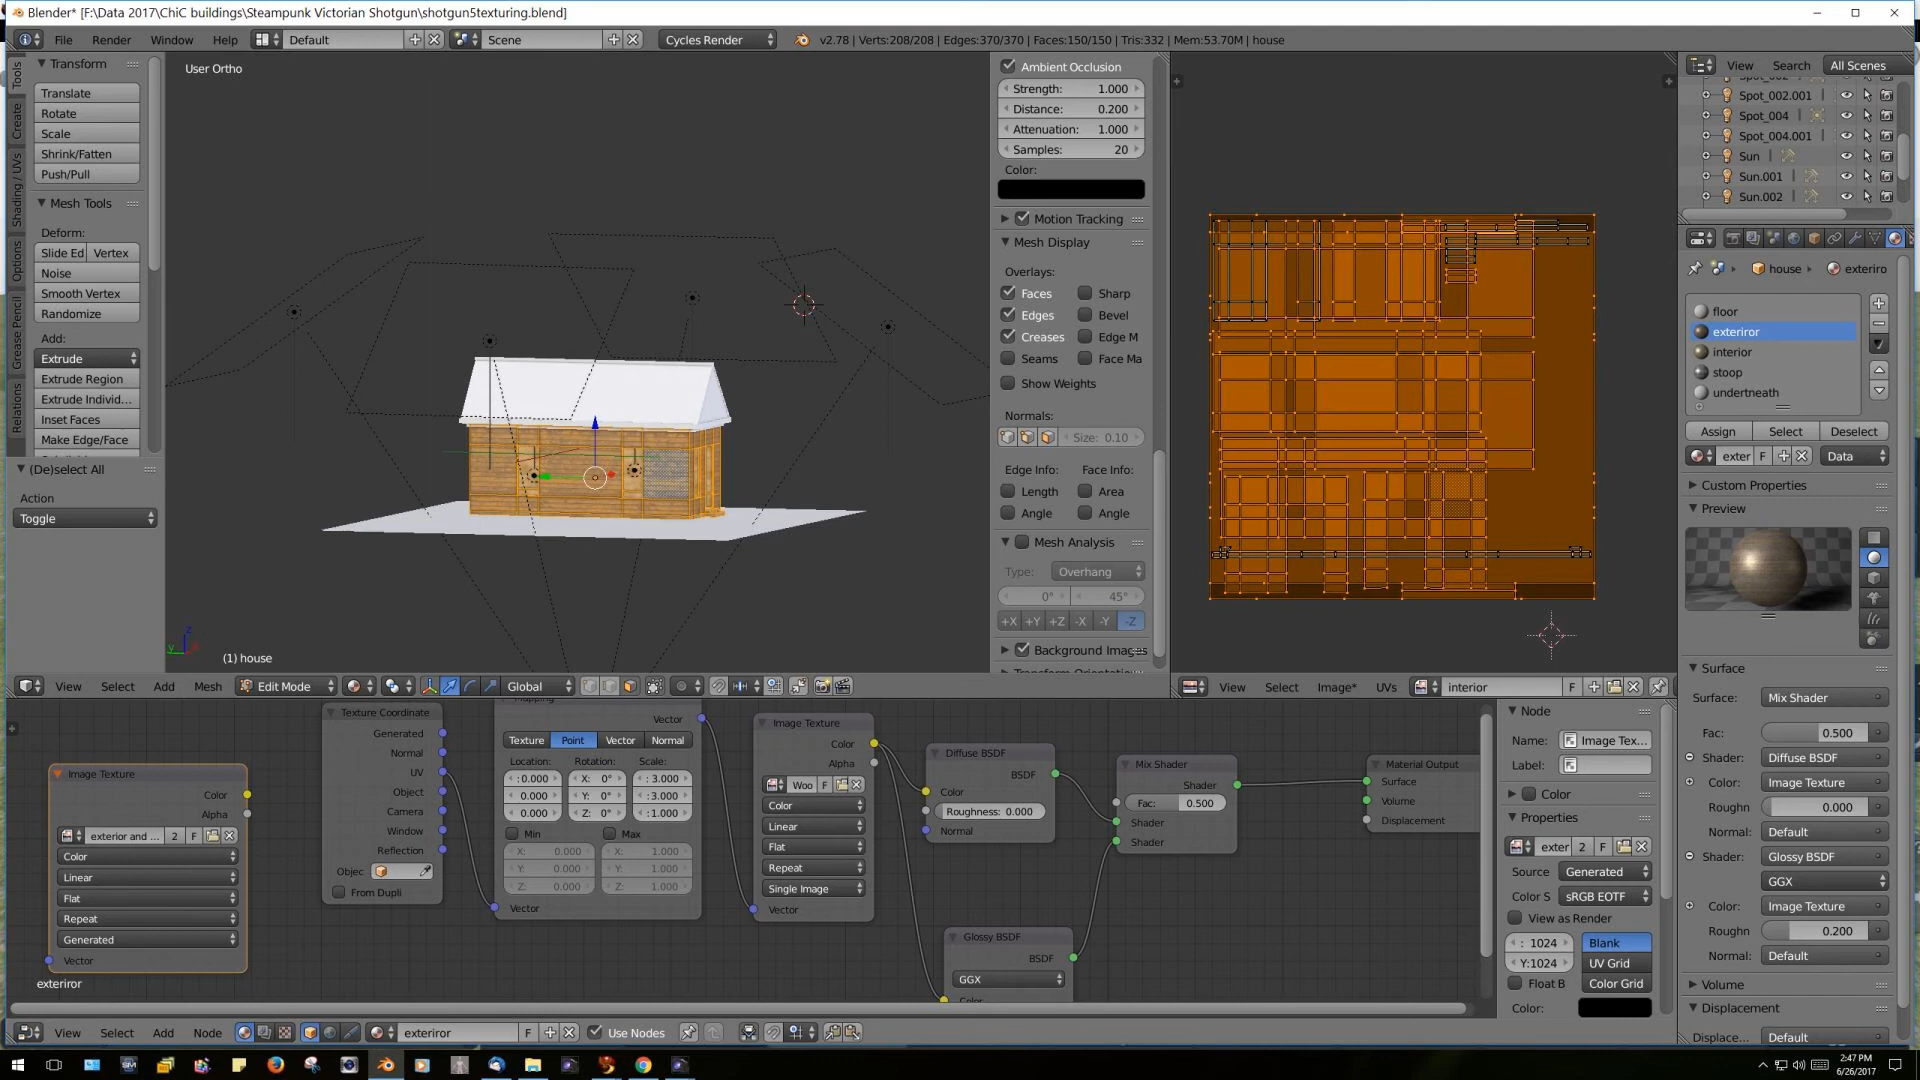 Blender* [F:\Data 2017\ChiC buildings\Steampunk Victorian Shotgun\shotgun5texturing.blend]
File Render Window Help Default Scene Cycles Render v2.78 | Verts:208/208 | Edges:370/370 | Faces:150/150 | Tris:332 | Mem:53.70M | house
Tools
Create
Shading / UVs
Options
Grease Pencil
Relations
Transform
Translate
Rotate
Scale
Shrink/Fatten
Push/Pull
Mesh Tools
Deform:
Slide Ed Vertex
Noise
Smooth Vertex
Randomize
Add:
Extrude
Extrude Region
Extrude Individ...
Inset Faces
Make Edge/Face
(De)select All
Action
Toggle
User Ortho
(1) house
z
y
Ambient Occlusion
Strength: 1.000
Distance: 0.200
Attenuation: 1.000
Samples: 20
Color:
Motion Tracking
Mesh Display
Overlays:
Faces Sharp
Edges Bevel
Creases Edge M
Seams Face Ma
Show Weights
Normals:
Size: 0.10
Edge Info: Face Info:
Length Area
Angle Angle
Mesh Analysis
Type: Overhang
0° 45°
+X +Y +Z -X -Y -Z
Background Images
View Search All Scenes
Spot_002.001
Spot_004
Spot_004.001
Sun
Sun.001
Sun.002
house exteriro
floor
exteriror
interior
stoop
undertneath
Assign Select Deselect
exter F Data
Custom Properties
Preview
Surface
Surface: Mix Shader
Fac: 0.500
Shader: Diffuse BSDF
Color: Image Texture
Roughn 0.000
Normal: Default
Shader: Glossy BSDF
GGX
Color: Image Texture
Roughn 0.200
Normal: Default
Volume
Displacement
Displace... Default
View Select Add Mesh Edit Mode Global
View Select Image* UVs interior F
Image Texture
Color
Alpha
exterior and ... 2 F
Color
Linear
Flat
Repeat
Generated
Vector
exteriror
Texture Coordinate
Generated
Normal
UV
Object
Camera
Window
Reflection
Objec
From Dupli
Vector
Texture Point Vector Normal
Location: Rotation: Scale:
:0.000 X: 0° : 3.000
0.000 Y: 0° :3.000
0.000 Z: 0° :1.000
Min Max
X: 0.000 X: 1.000
Y: 0.000 Y: 1.000
Z: 0.000 Z: 1.000
Vector
Image Texture
Color
Alpha
Woo F
Color
Linear
Flat
Repeat
Single Image
Vector
Diffuse BSDF
BSDF
Color
Roughness: 0.000
Normal
Glossy BSDF
BSDF
GGX
Mix Shader
Shader
Fac: 0.500
Shader
Shader
Material Output
Surface
Volume
Displacement
Node
Name: Image Tex...
Label:
Color
Properties
exter 2 F
Source Generated
Color S sRGB EOTF
View as Render
: 1024 Blank
Y:1024 UV Grid
Float B Color Grid
Color:
View Select Add Node exteriror F Use Nodes
2:47 PM
6/26/2017